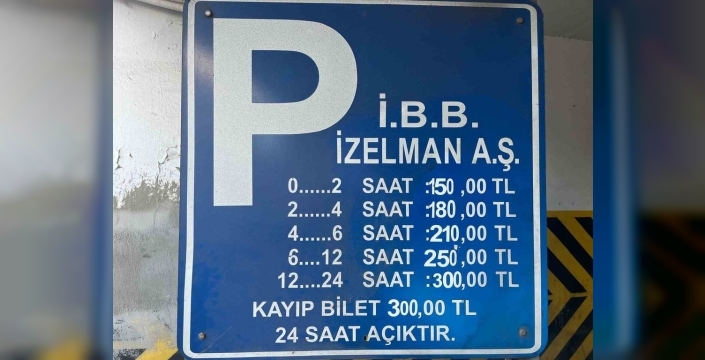 P
İ.B.B.
İZELMAN A.Ş.
0......2 SAAT :150,00 TL
2......4 SAAT :180,00 TL
4......6 SAAT :210,00 TL
6....12 SAAT 250,00 TL
12....24 SAAT :300,00 TL
KAYIP BİLET 300,00 TL
24 SAAT AÇIKTIR.